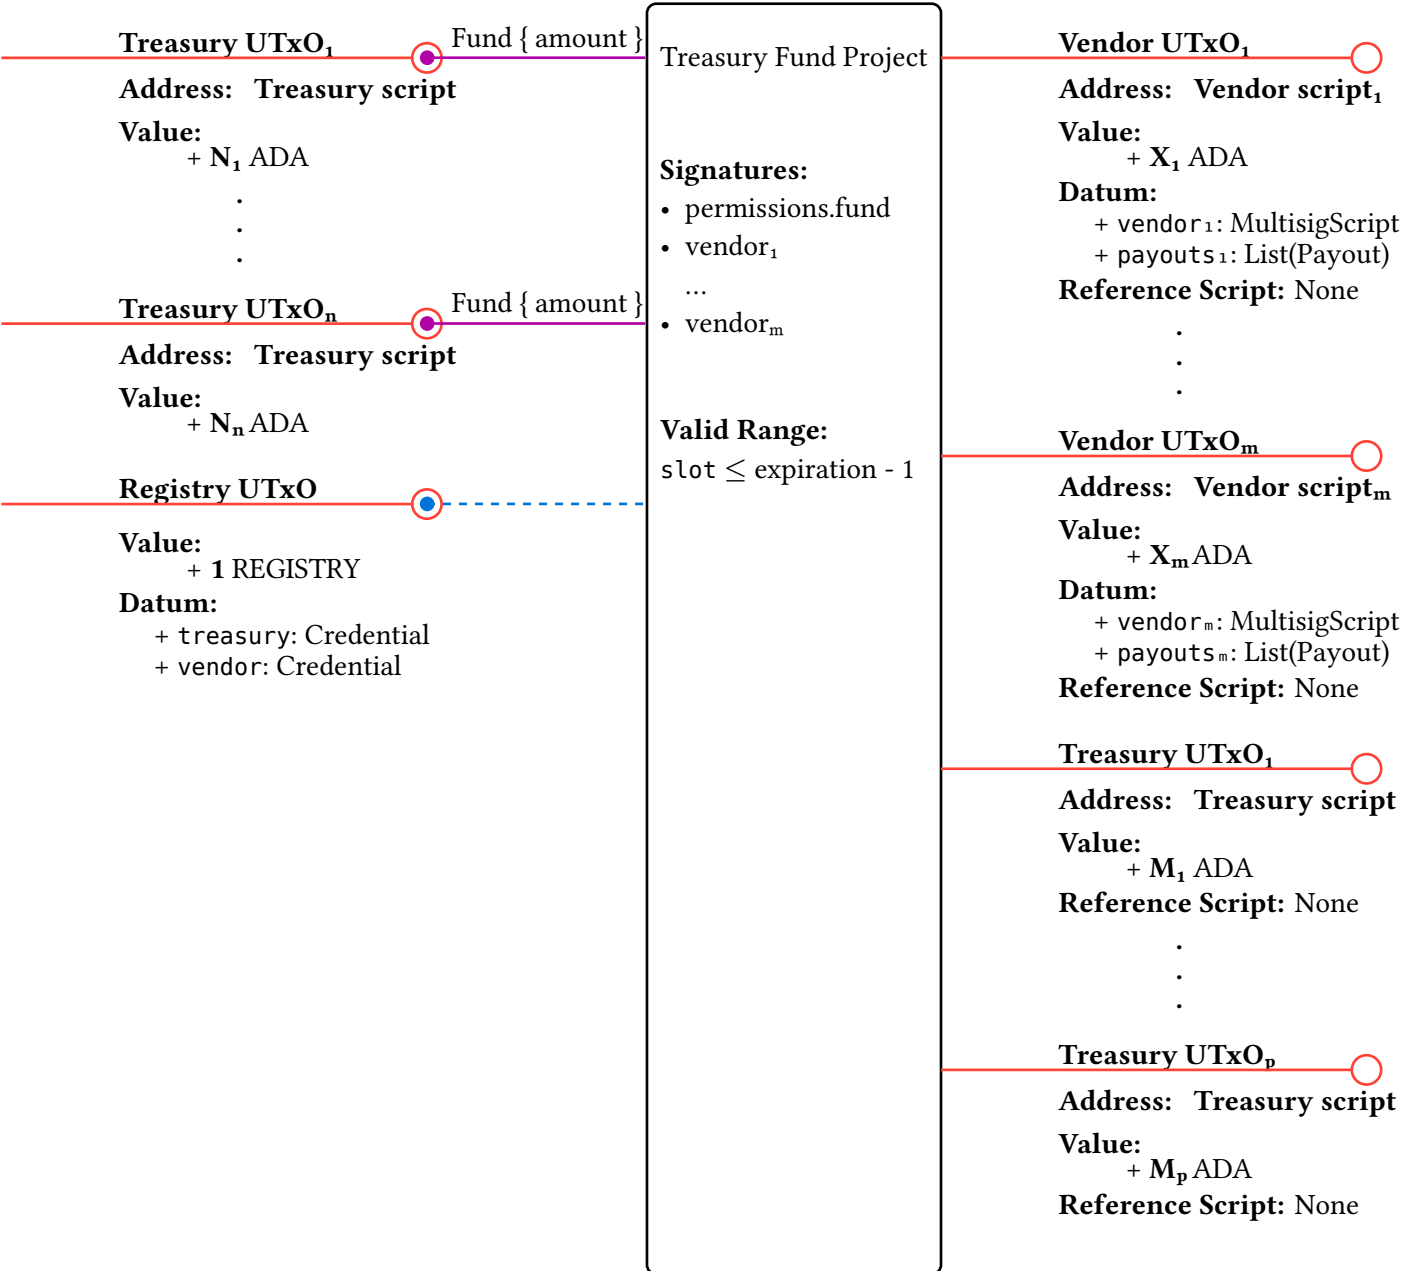 Treasury UTxO₁
Fund { amount }
Address: Treasury script
Value:
+ N₁ ADA
.
.
.
Treasury UTxOₙ
Fund { amount }
Address: Treasury script
Value:
+ Nₙ ADA
Registry UTxO
Value:
+ 1 REGISTRY
Datum:
+ treasury: Credential
+ vendor: Credential
Treasury Fund Project
Signatures:
• permissions.fund
• vendor₁
...
• vendorₘ
Valid Range:
slot ≤ expiration - 1
Vendor UTxO₁
Address: Vendor script₁
Value:
+ X₁ ADA
Datum:
+ vendor₁: MultisigScript
+ payouts₁: List(Payout)
Reference Script: None
.
.
.
Vendor UTxOₘ
Address: Vendor scriptₘ
Value:
+ Xₘ ADA
Datum:
+ vendorₘ: MultisigScript
+ payoutsₘ: List(Payout)
Reference Script: None
Treasury UTxO₁
Address: Treasury script
Value:
+ M₁ ADA
Reference Script: None
.
.
.
Treasury UTxOₚ
Address: Treasury script
Value:
+ Mₚ ADA
Reference Script: None